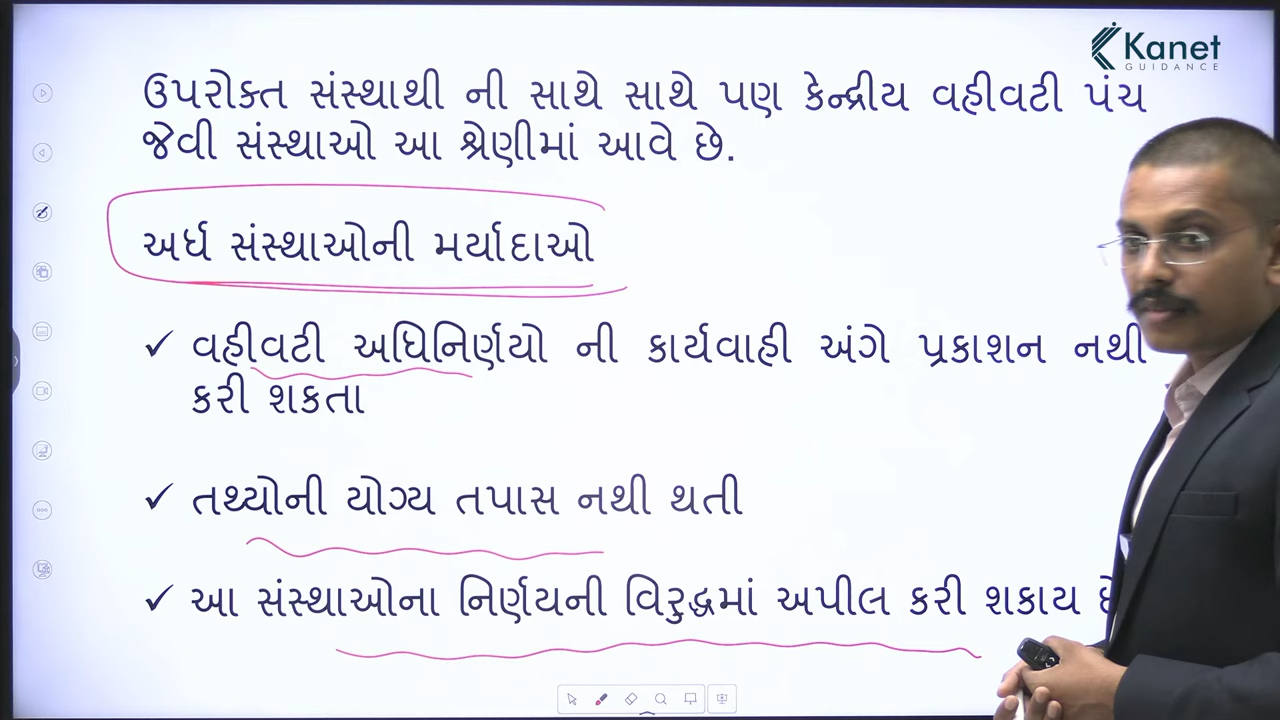 Kanet
GUIDANCE
ઉપરોક્ત સંસ્થાથી ની સાથે સાથે પણ કેન્દ્રીય વહીવટી પંચ
જેવી સંસ્થાઓ આ શ્રેણીમાં આવે છે.
અર્ધ સંસ્થાઓની મર્યાદાઓ
✓ વહીવટી અધિનિર્ણયો ની કાર્યવાહી અંગે પ્રકાશન નથી
કરી શકતા
✓ તથ્યોની યોગ્ય તપાસ નથી થતી
✓ આ સંસ્થાઓના નિર્ણયની વિરુદ્ધમાં અપીલ કરી શકાય